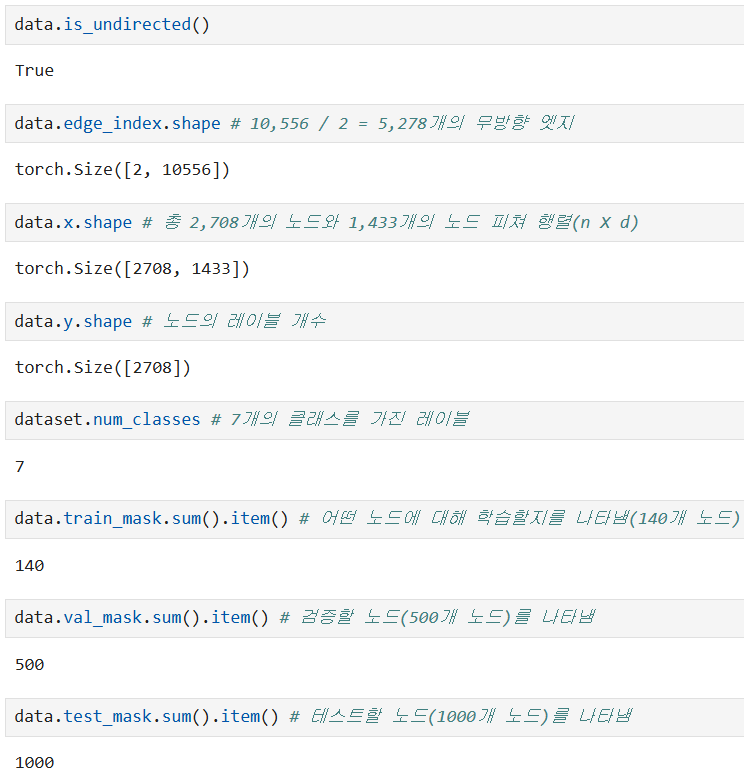 data.is_undirected()
True
data.edge_index.shape # 10,556 / 2 = 5,278개의 무방향 엣지
torch.Size([2, 10556])
data.x.shape # 총 2,708개의 노드와 1,433개의 노드 피쳐 행렬(n X d)
torch.Size([2708, 1433])
data.y.shape # 노드의 레이블 개수
torch.Size([2708])
dataset.num_classes # 7개의 클래스를 가진 레이블
7
data.train_mask.sum().item() # 어떤 노드에 대해 학습할지를 나타냄(140개 노드)
140
data.val_mask.sum().item() # 검증할 노드(500개 노드)를 나타냄
500
data.test_mask.sum().item() # 테스트할 노드(1000개 노드)를 나타냄
1000